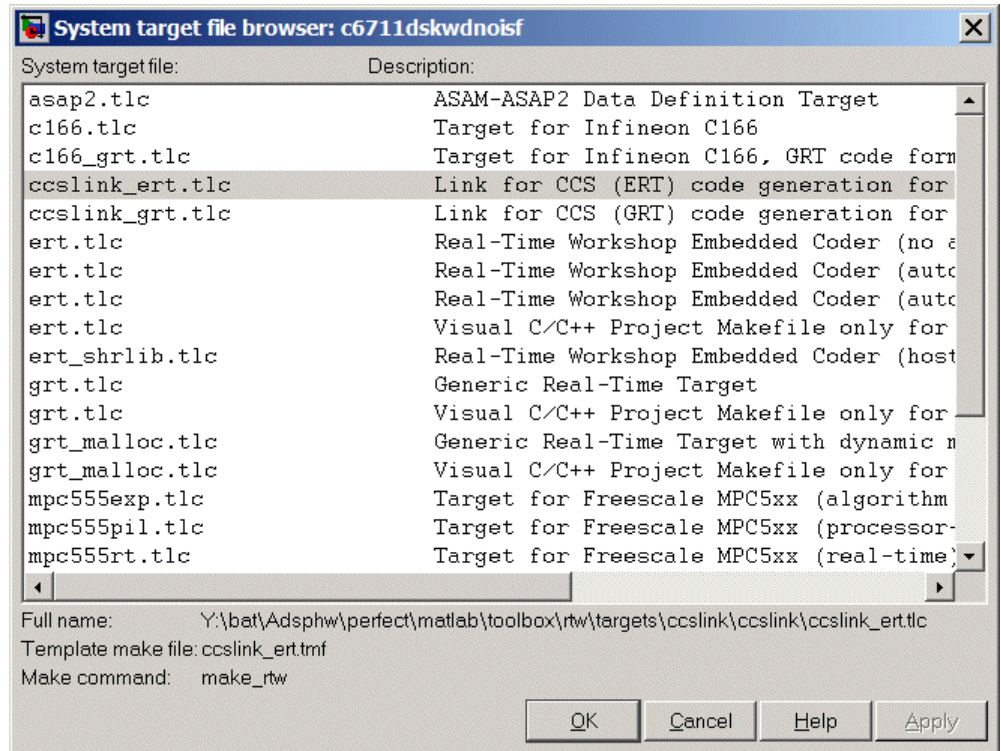 System target file browser: c6711dskwdnoisf
System target file: Description:
asap2.tlc ASAM-ASAP2 Data Definition Target
c166.tlc Target for Infineon C166
c166_grt.tlc Target for Infineon C166, GRT code form
ccslink_ert.tlc Link for CCS (ERT) code generation for
ccslink_grt.tlc Link for CCS (GRT) code generation for
ert.tlc Real-Time Workshop Embedded Coder (no a
ert.tlc Real-Time Workshop Embedded Coder (auto
ert.tlc Real-Time Workshop Embedded Coder (auto
ert.tlc Visual C/C++ Project Makefile only for
ert_shrlib.tlc Real-Time Workshop Embedded Coder (host
grt.tlc Generic Real-Time Target
grt.tlc Visual C/C++ Project Makefile only for
grt_malloc.tlc Generic Real-Time Target with dynamic m
grt_malloc.tlc Visual C/C++ Project Makefile only for
mpc555exp.tlc Target for Freescale MPC5xx (algorithm
mpc555pil.tlc Target for Freescale MPC5xx (processor-
mpc555rt.tlc Target for Freescale MPC5xx (real-time)
Full name: Y:\bat\Adsphw\perfect\matlab\toolbox\rtw\targets\ccslink\ccslink\ccslink_ert.tlc
Template make file: ccslink_ert.tmf
Make command: make_rtw
OK Cancel Help Apply